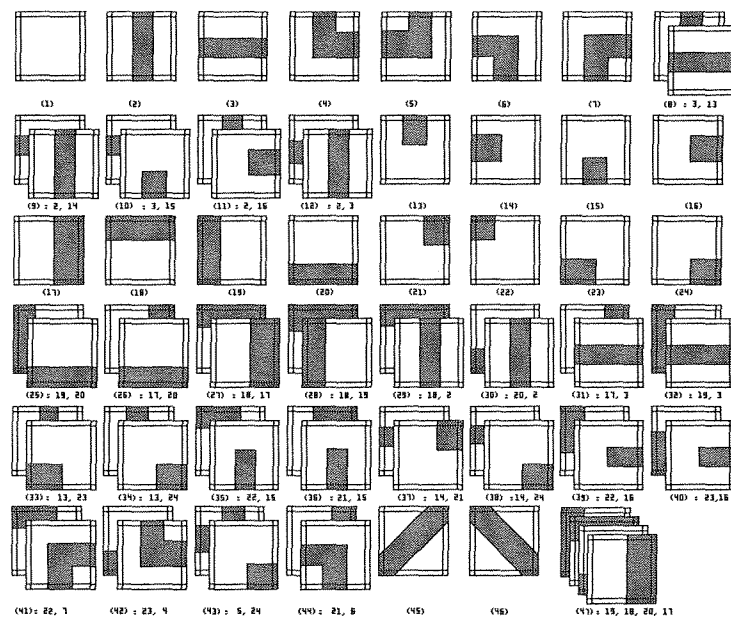 (1) (2) (3) (4) (5) (6) (7) (8) : 3, 13
(9) : 2, 14 (10) : 3, 15 (11) : 2, 16 (12) : 2, 3 (13) (14) (15) (16)
(17) (18) (19) (20) (21) (22) (23) (24)
(25): 19, 20 (26) : 17, 20 (27) : 18, 17 (28) : 18, 19 (29) : 18, 2 (30) : 20, 2 (31) : 17, 3 (32) : 19, 3
(33) : 13, 23 (34) : 13, 24 (35) : 22, 15 (36) : 21, 15 (37) : 14, 21 (38) :14, 24 (39) : 22, 16 (40) : 23,16
(41): 22, 7 (42) : 23, 4 (43) : 5, 24 (44) : 21, 6 (45) (46) (47) : 19, 18, 20, 17